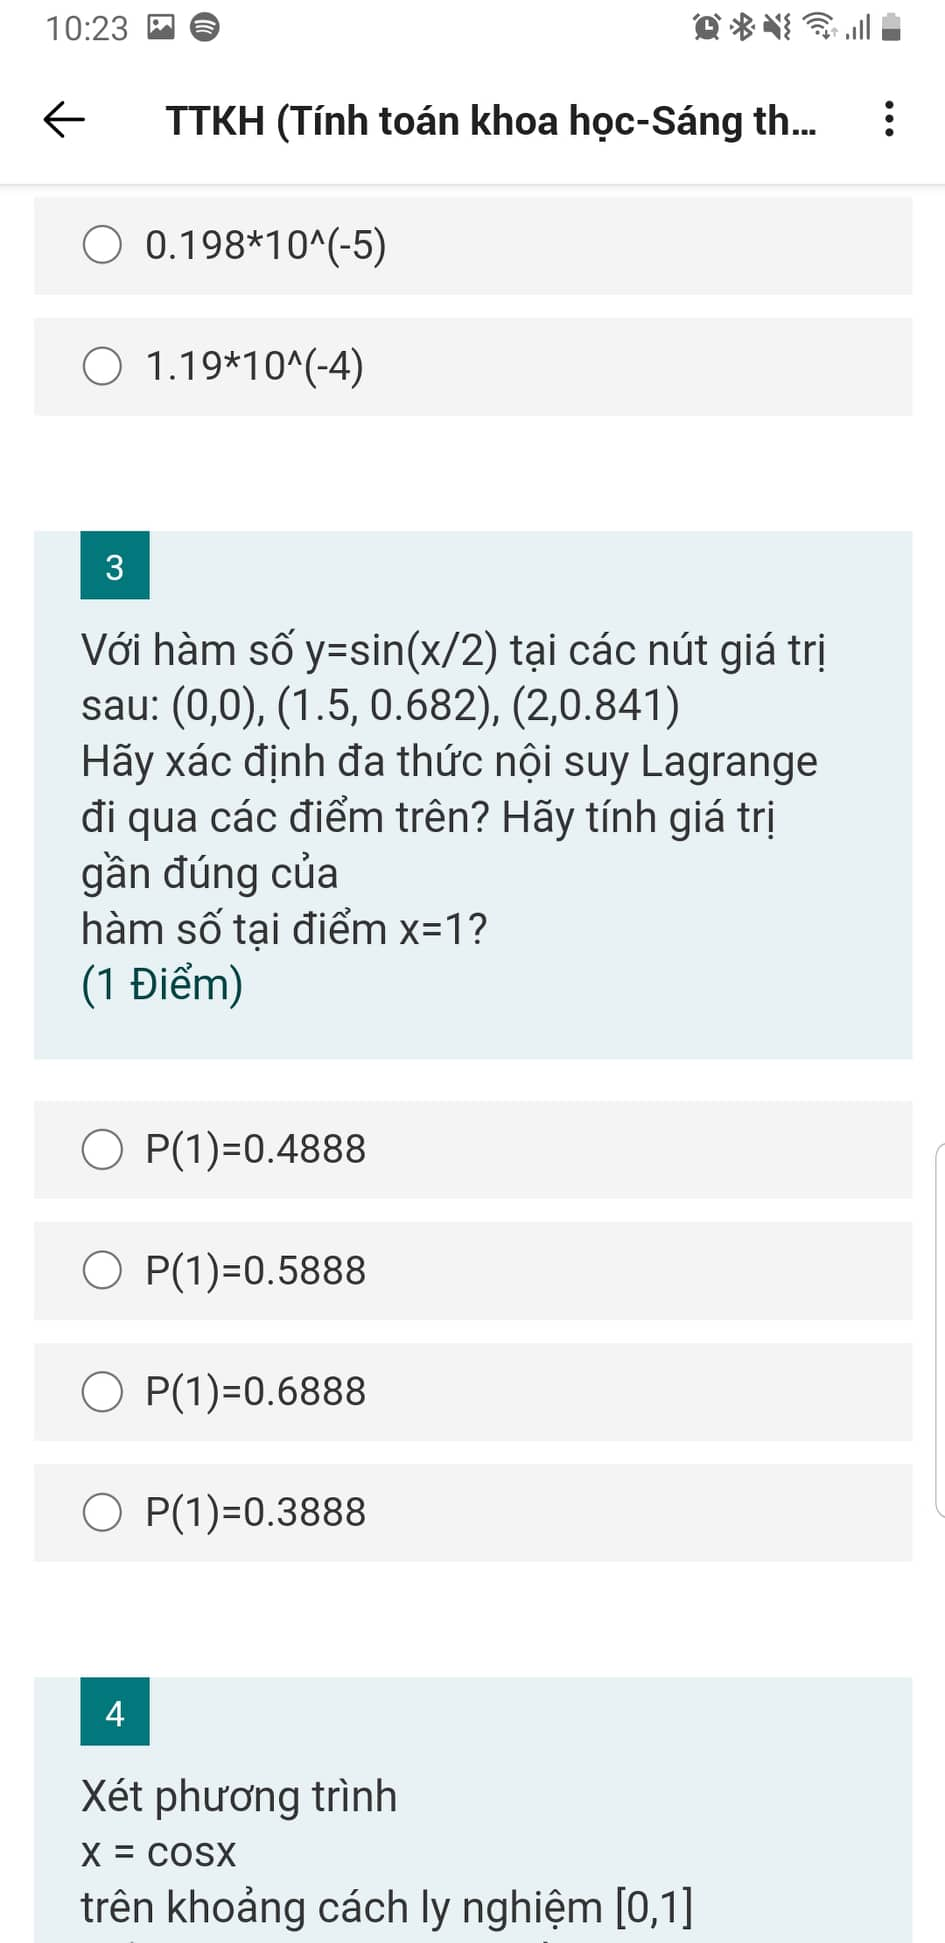 10:23
TTKH (Tính toán khoa học-Sáng th...
0.198*10^(-5)
1.19*10^(-4)
3
Với hàm số y=sin(x/2) tại các nút giá trị
sau: (0,0), (1.5, 0.682), (2,0.841)
Hãy xác định đa thức nội suy Lagrange
đi qua các điểm trên? Hãy tính giá trị
gần đúng của
hàm số tại điểm x=1?
(1 Điểm)
P(1)=0.4888
P(1)=0.5888
P(1)=0.6888
P(1)=0.3888
4
Xét phương trình
x = cosx
trên khoảng cách ly nghiệm [0,1]